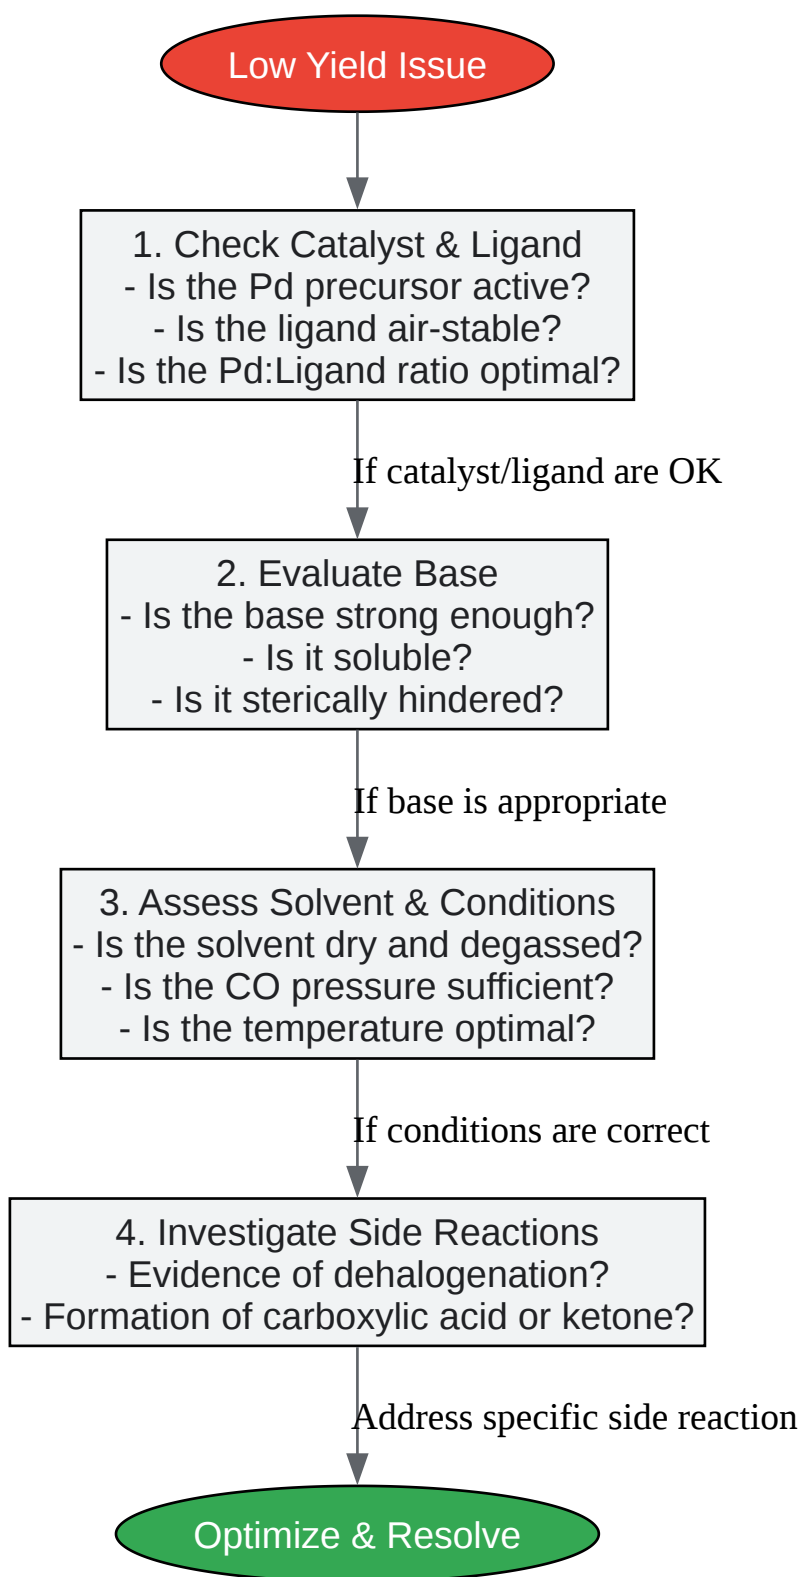 Low Yield Issue
1. Check Catalyst & Ligand
- Is the Pd precursor active?
- Is the ligand air-stable?
- Is the Pd:Ligand ratio optimal?
If catalyst/ligand are OK
2. Evaluate Base
- Is the base strong enough?
- Is it soluble?
- Is it sterically hindered?
If base is appropriate
3. Assess Solvent & Conditions
- Is the solvent dry and degassed?
- Is the CO pressure sufficient?
- Is the temperature optimal?
If conditions are correct
4. Investigate Side Reactions
- Evidence of dehalogenation?
- Formation of carboxylic acid or ketone?
Address specific side reaction
Optimize & Resolve